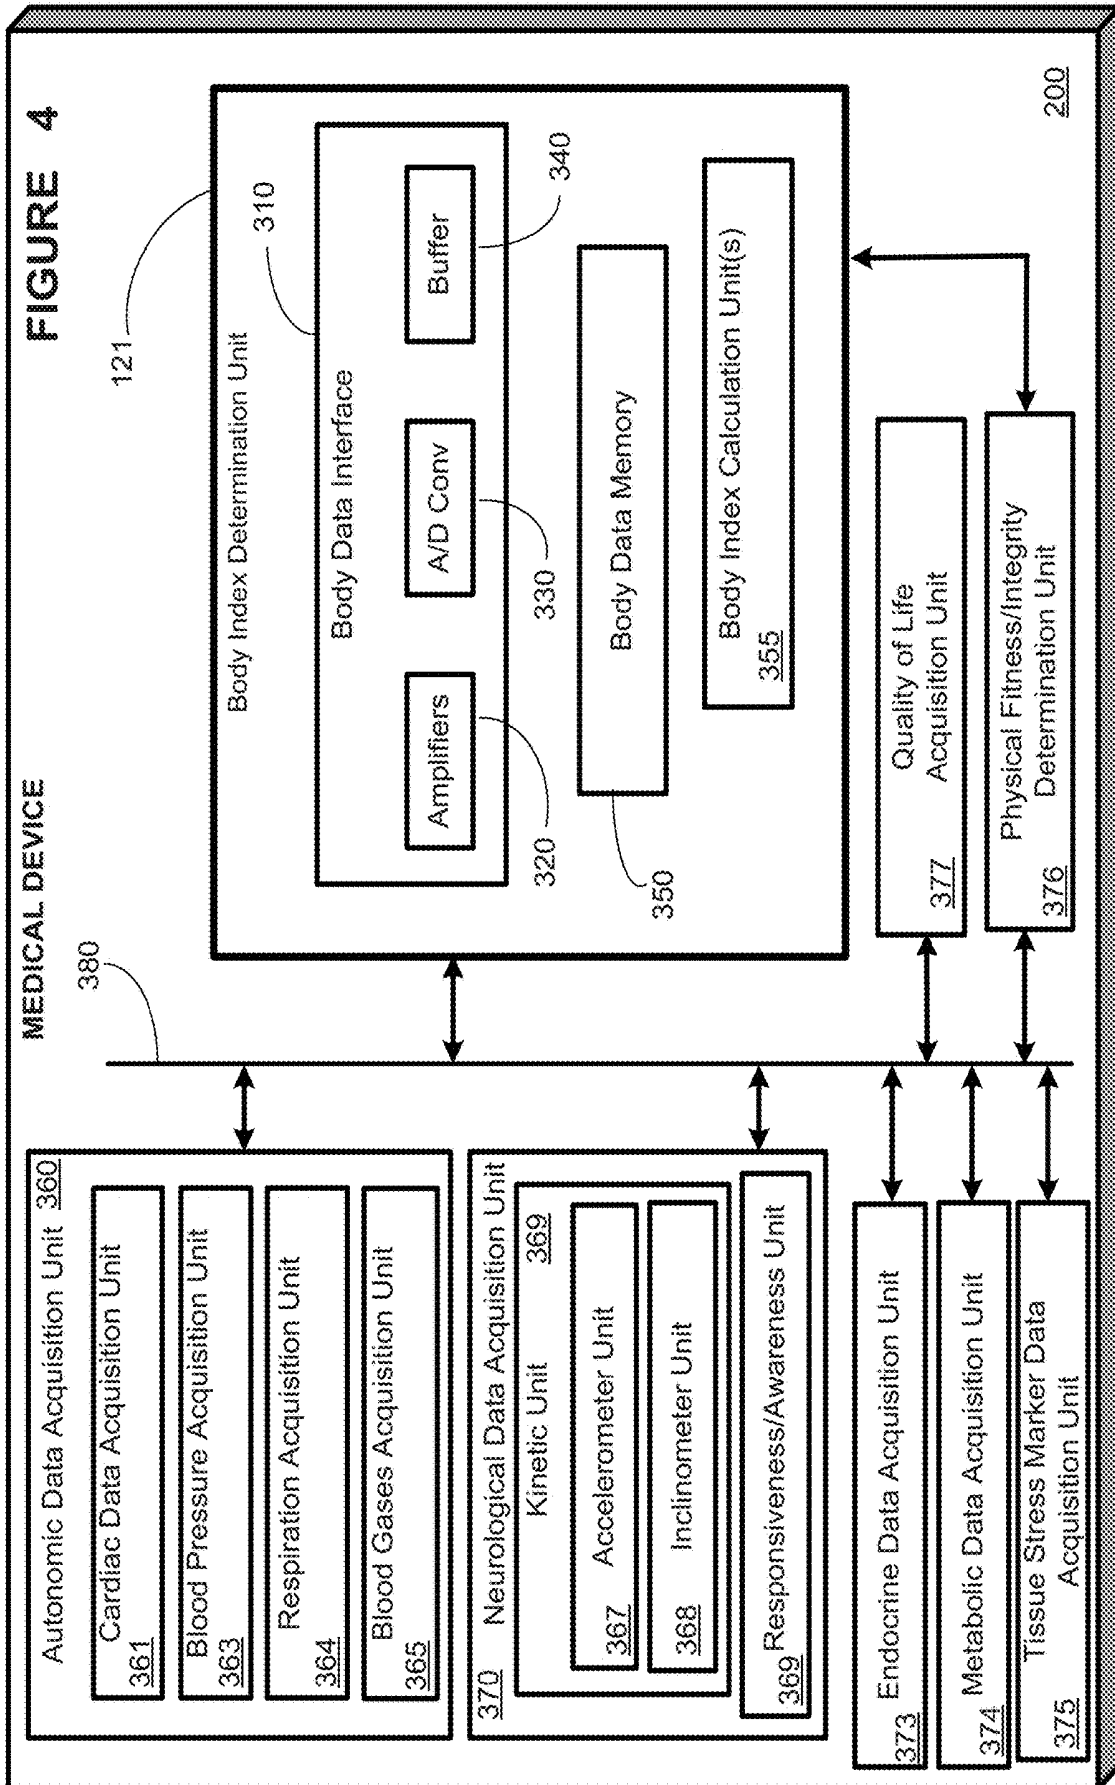 FIGURE 4
MEDICAL DEVICE
200
380
121
Autonomic Data Acquisition Unit 360
Cardiac Data Acquisition Unit
361
Blood Pressure Acquisition Unit
363
Respiration Acquisition Unit
364
Blood Gases Acquisition Unit
365
Neurological Data Acquisition Unit
370
Kinetic Unit
369
Accelerometer Unit
367
Inclinometer Unit
368
Responsiveness/Awareness Unit
369
Endocrine Data Acquisition Unit
373
Metabolic Data Acquisition Unit
374
Tissue Stress Marker Data
Acquisition Unit
375
Body Index Determination Unit
310
Body Data Interface
Amplifiers
A/D Conv
Buffer
320
330
340
Body Data Memory
350
Body Index Calculation Unit(s)
355
Quality of Life
Acquisition Unit
377
Physical Fitness/Integrity
Determination Unit
376